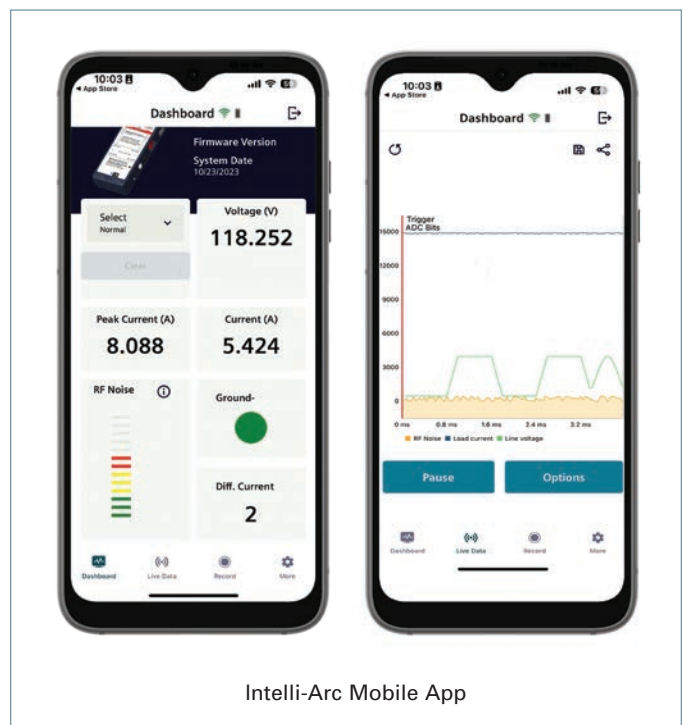 10:03
App Store
Dashboard
Firmware Version
System Date
10/23/2023
Select
Normal
Clear
Voltage (V)
118.252
Peak Current (A)
8.088
Current (A)
5.424
RF Noise
Ground-
Diff. Current
2
Dashboard
Live Data
Record
More
10:03
App Store
Dashboard
Trigger
ADC Bits
15000
12000
9000
6000
3000
0
0 ms 0.8 ms 1.6 ms 2.4 ms 3.2 ms
RF Noise Load current Line voltage
Pause
Options
Dashboard
Live Data
Record
More
Intelli-Arc Mobile App